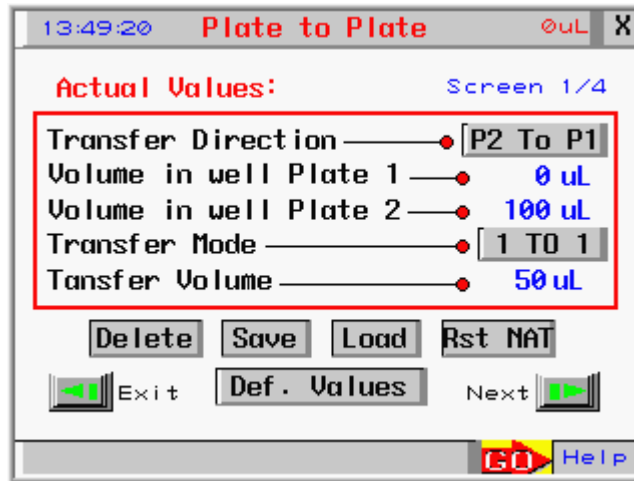 13:49:20 Plate to Plate 0uL X
Actual Values: Screen 1/4
Transfer Direction P2 To P1
Volume in well Plate 1 0 uL
Volume in well Plate 2 100 uL
Transfer Mode 1 TO 1
Tansfer Volume 50 uL
Delete Save Load Rst NAT
Exit Def. Values Next
GO Help